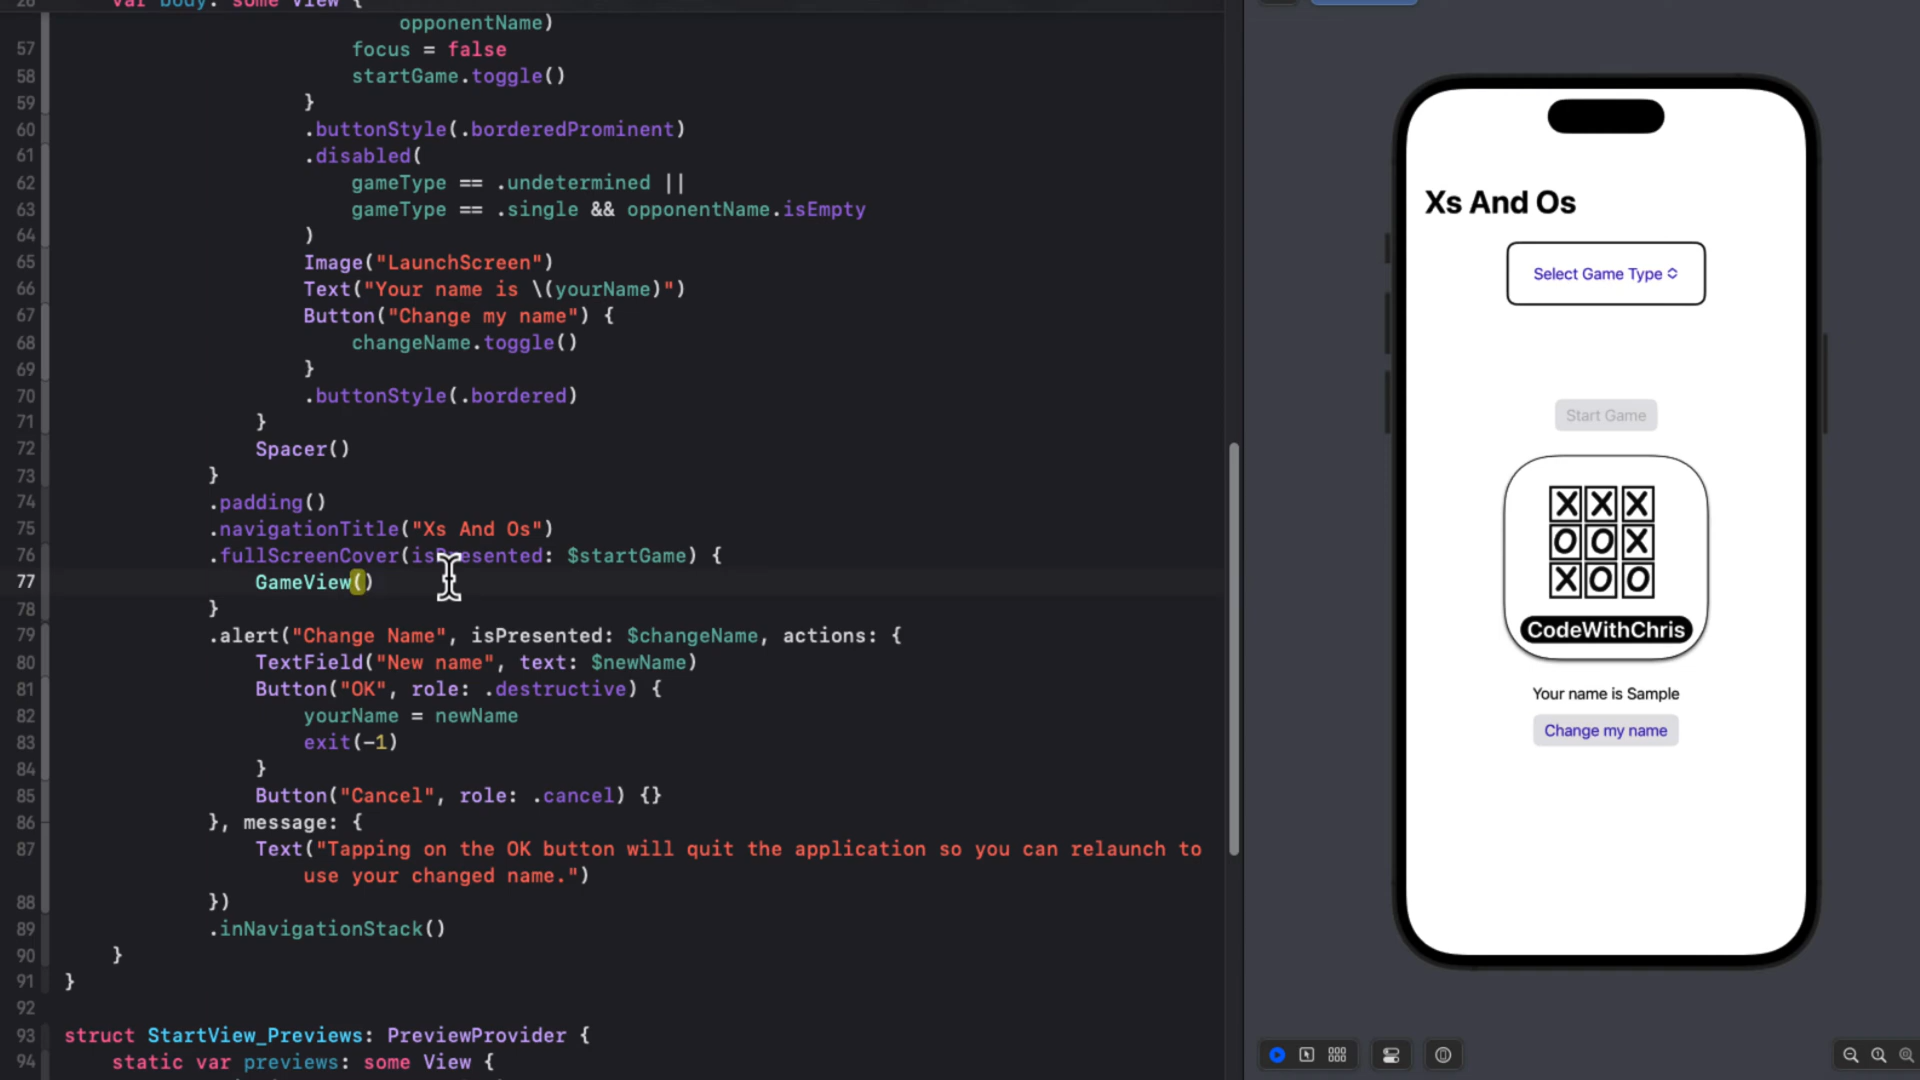 26 var body: some View {
opponentName)
57 focus = false
58 startGame.toggle()
59 }
60 .buttonStyle(.borderedProminent)
61 .disabled(
62 gameType == .undetermined ||
63 gameType == .single && opponentName.isEmpty
64 )
65 Image("LaunchScreen")
66 Text("Your name is \(yourName)")
67 Button("Change my name") {
68 changeName.toggle()
69 }
70 .buttonStyle(.bordered)
71 }
72 Spacer()
73 }
74 .padding()
75 .navigationTitle("Xs And Os")
76 .fullScreenCover(isPresented: $startGame) {
77 GameView()
78 }
79 .alert("Change Name", isPresented: $changeName, actions: {
80 TextField("New name", text: $newName)
81 Button("OK", role: .destructive) {
82 yourName = newName
83 exit(-1)
84 }
85 Button("Cancel", role: .cancel) {}
86 }, message: {
87 Text("Tapping on the OK button will quit the application so you can relaunch to
use your changed name.")
88 })
89 .inNavigationStack()
90 }
91 }
92
93 struct StartView_Previews: PreviewProvider {
94 static var previews: some View {
Xs And Os
Select Game Type
Start Game
X X X
O O X
X O O
CodeWithChris
Your name is Sample
Change my name